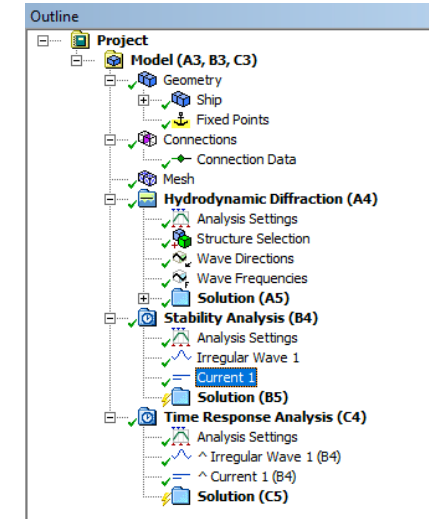 Outline
Project
Model (A3, B3, C3)
Geometry
Ship
Fixed Points
Connections
Connection Data
Mesh
Hydrodynamic Diffraction (A4)
Analysis Settings
Structure Selection
Wave Directions
Wave Frequencies
Solution (A5)
Stability Analysis (B4)
Analysis Settings
Irregular Wave 1
Current 1
Solution (B5)
Time Response Analysis (C4)
Analysis Settings
^ Irregular Wave 1 (B4)
^ Current 1 (B4)
Solution (C5)